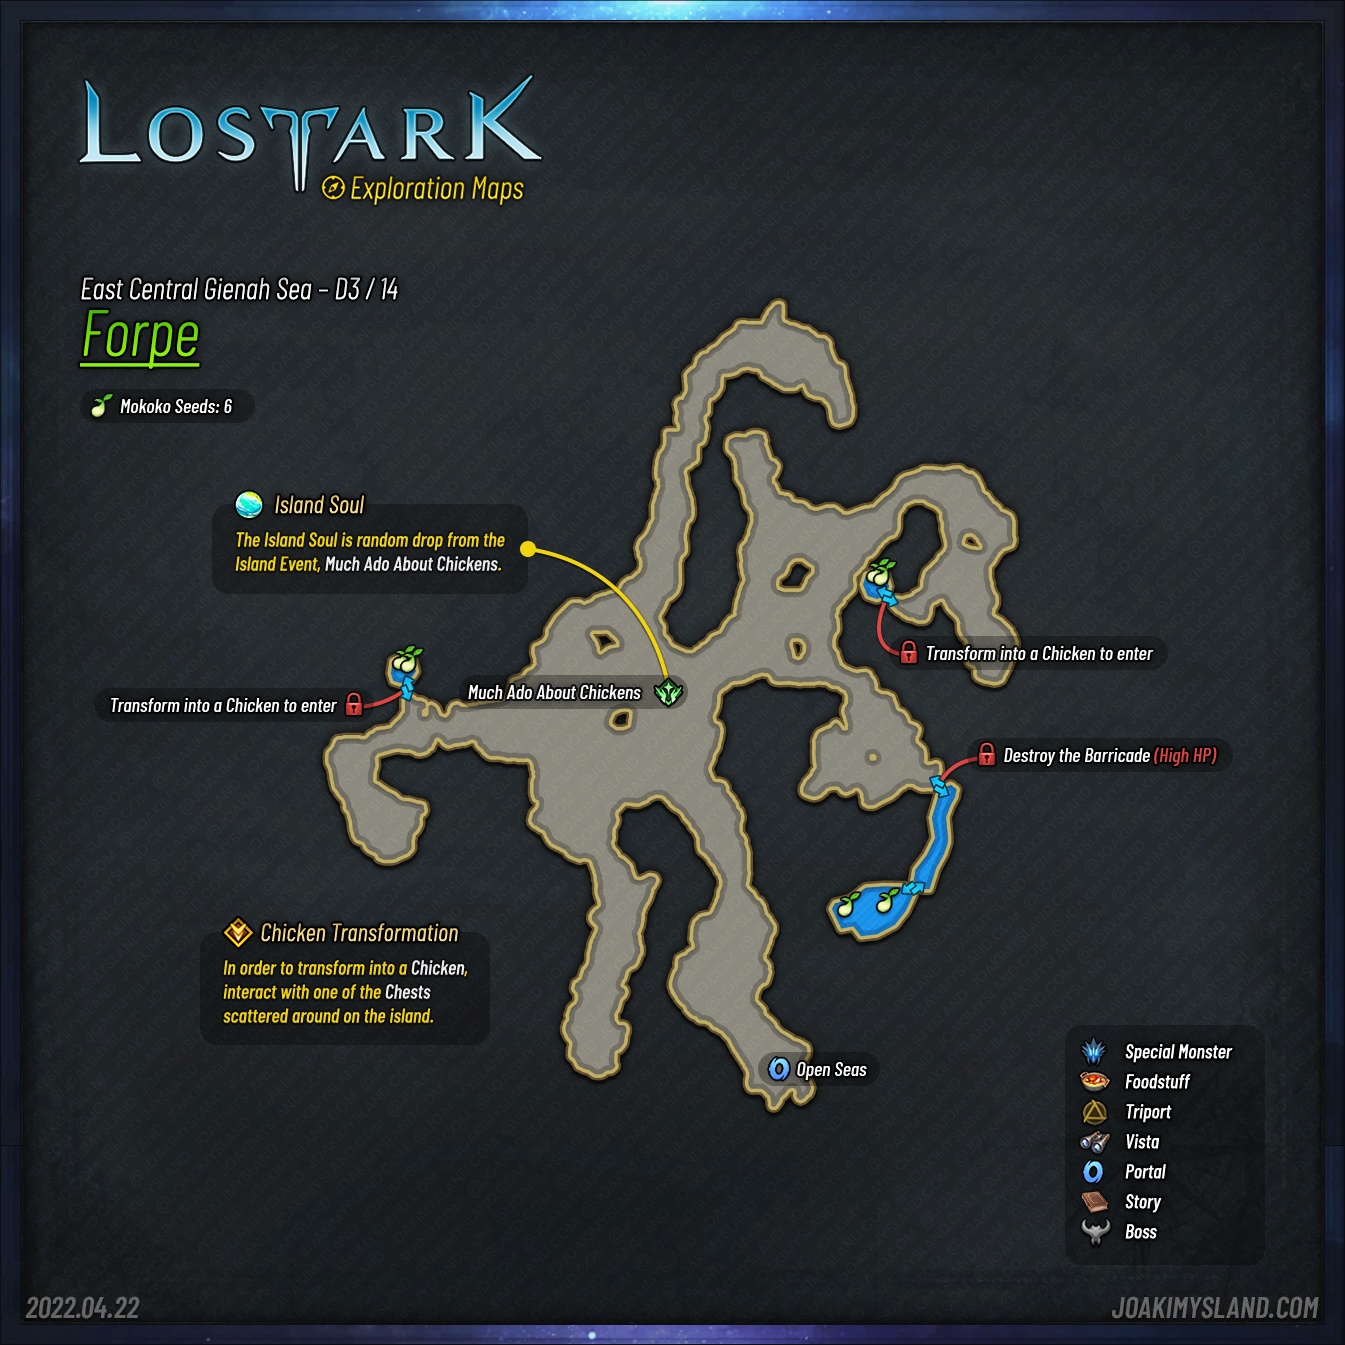 LOST ARK
Exploration Maps
East Central Gienah Sea – D3 / 14
Forpe
Mokoko Seeds: 6
Island Soul
The Island Soul is random drop from the
Island Event, Much Ado About Chickens.
Transform into a Chicken to enter
Transform into a Chicken to enter
Much Ado About Chickens
Destroy the Barricade (High HP)
Chicken Transformation
In order to transform into a Chicken,
interact with one of the Chests
scattered around on the island.
Open Seas
Special Monster
Foodstuff
Triport
Vista
Portal
Story
Boss
2022.04.22
JOAKIMYSLAND.COM